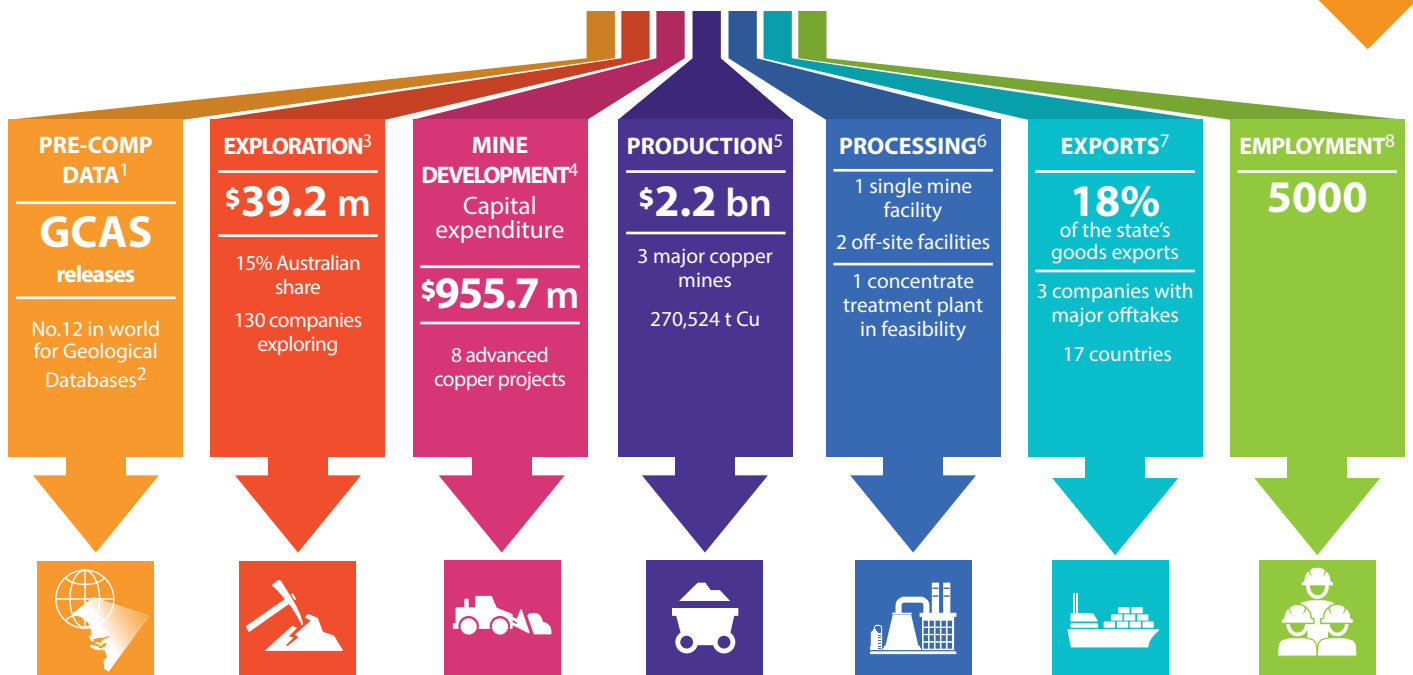 PRE-COMP
DATA1
GCAS
releases
No.12 in world
for Geological
Databases2
EXPLORATION3
$39.2 m
15% Australian
share
130 companies
exploring
MINE
DEVELOPMENT4
Capital
expenditure
$955.7 m
8 advanced
copper projects
PRODUCTION5
$2.2 bn
3 major copper
mines
270,524 t Cu
PROCESSING6
1 single mine
facility
2 off-site facilities
1 concentrate
treatment plant
in feasibility
EXPORTS7
18%
of the state’s
goods exports
3 companies with
major offtakes
17 countries
EMPLOYMENT8
5000